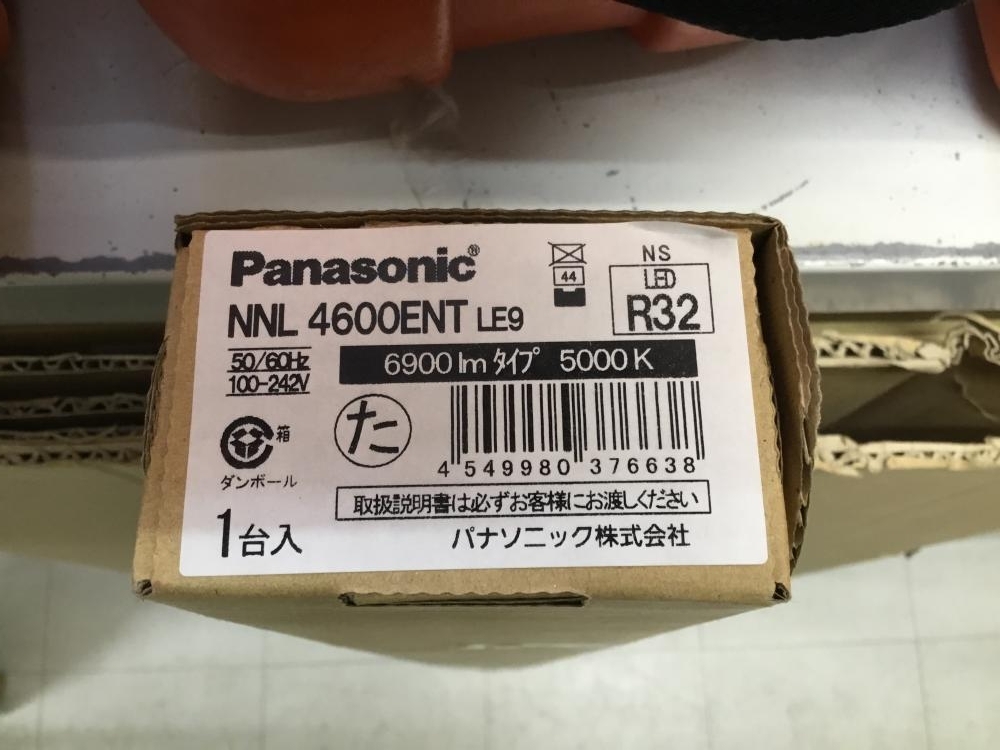 Panasonic®
NNL 4600ENT LE9
44
NS
LED
R32
50/60Hz
100-242V
6900 lm タイプ 5000 K
た
4 549980 376638
箱
ダンボール
取扱説明書は必ずお客様にお渡しください
1台入
パナソニック株式会社